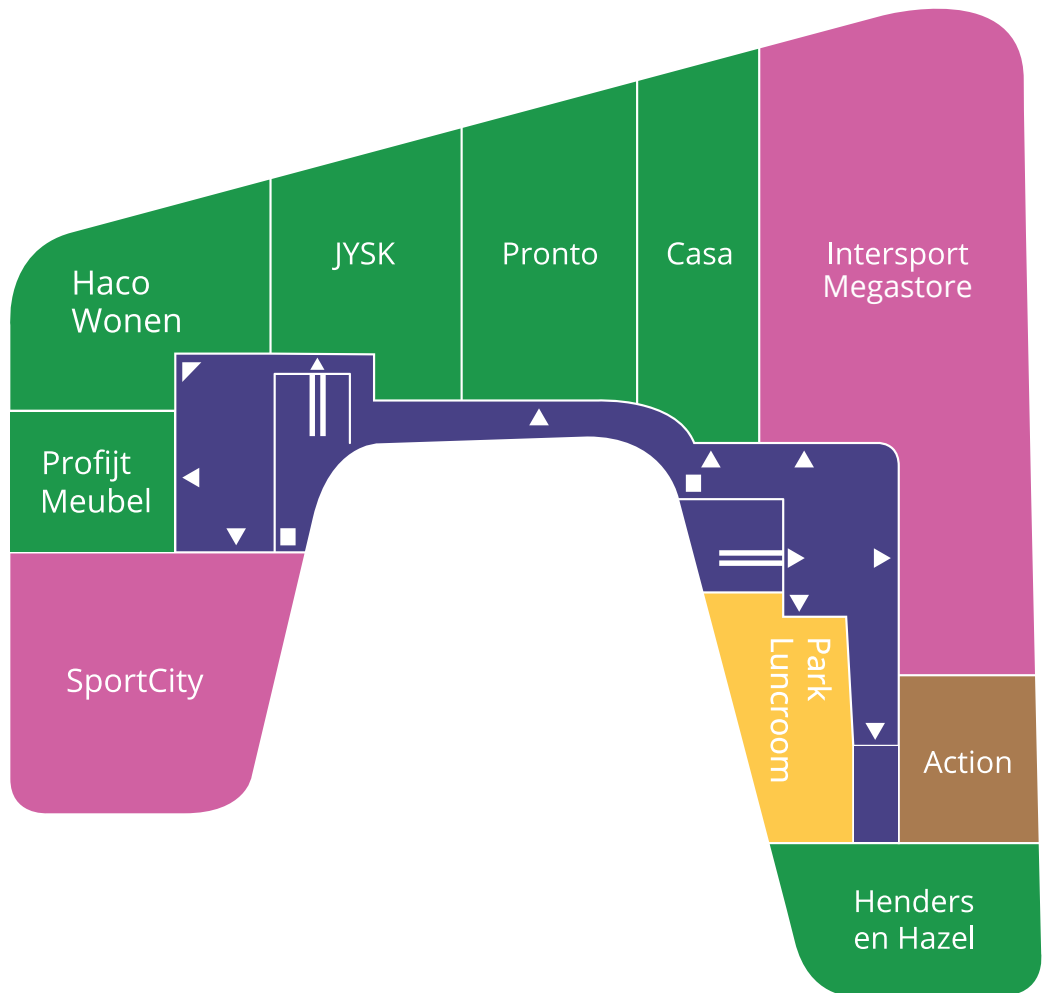 Haco
Wonen
JYSK
Pronto
Casa
Intersport
Megastore
Profijt
Meubel
SportCity
Park
Luncroom
Action
Henders
en Hazel